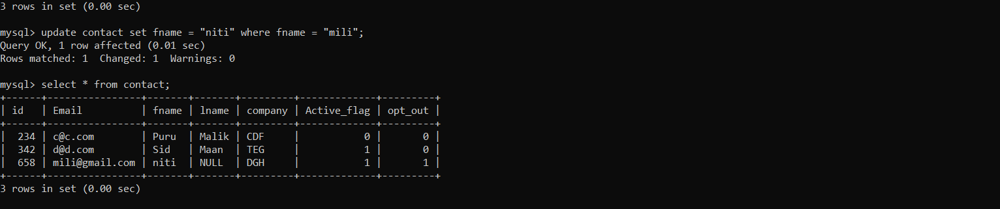 3 rows in set (0.00 sec)
mysql> update contact set fname = "niti" where fname = "mili";
Query OK, 1 row affected (0.01 sec)
Rows matched: 1  Changed: 1  Warnings: 0
mysql> select * from contact;
+------+----------------+-------+-------+---------+-------------+---------+
| id   | Email          | fname | lname | company | Active_flag | opt_out |
+------+----------------+-------+-------+---------+-------------+---------+
|  234 | c@c.com        | Puru  | Malik | CDF     |           0 |       0 |
|  342 | d@d.com        | Sid   | Maan  | TEG     |           1 |       0 |
|  658 | mili@gmail.com | niti  | NULL  | DGH     |           1 |       1 |
+------+----------------+-------+-------+---------+-------------+---------+
3 rows in set (0.00 sec)